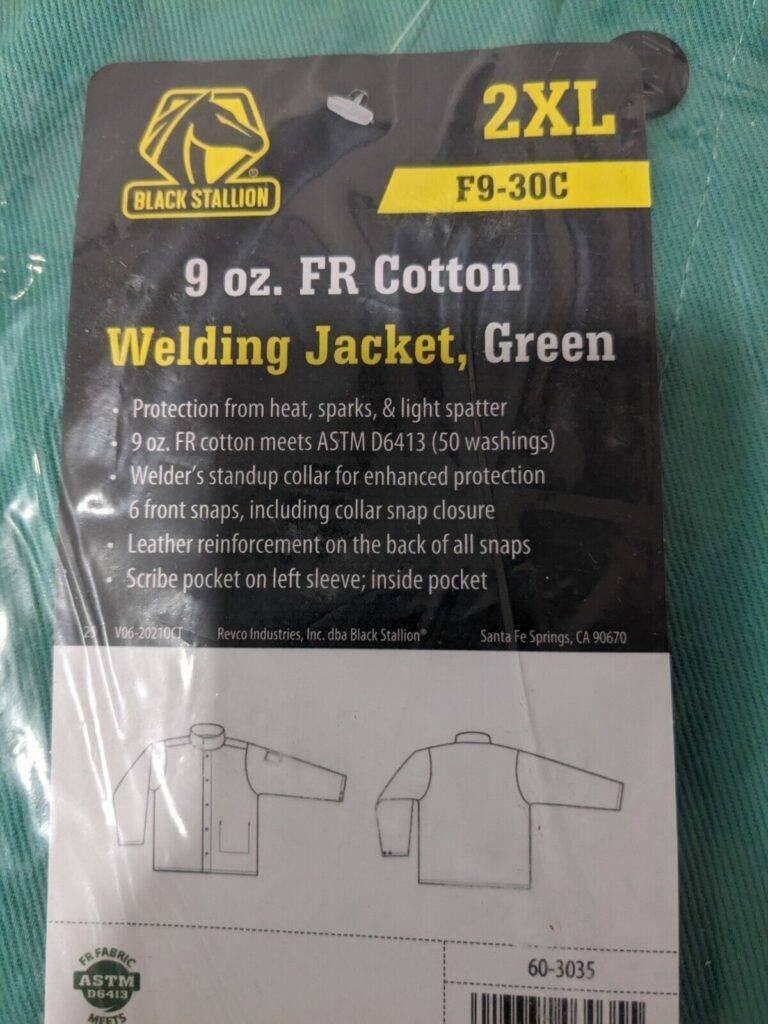 2XL
BLACK STALLION®
F9-30C
9 oz. FR Cotton
Welding Jacket, Green
• Protection from heat, sparks, & light spatter
• 9 oz. FR cotton meets ASTM D6413 (50 washings)
• Welder's standup collar for enhanced protection
6 front snaps, including collar snap closure
• Leather reinforcement on the back of all snaps
• Scribe pocket on left sleeve; inside pocket
V06-2021OCT Revco Industries, Inc. dba Black Stallion® Santa Fe Springs, CA 90670
FR FABRIC
ASTM
D6413
MEETS
60-3035